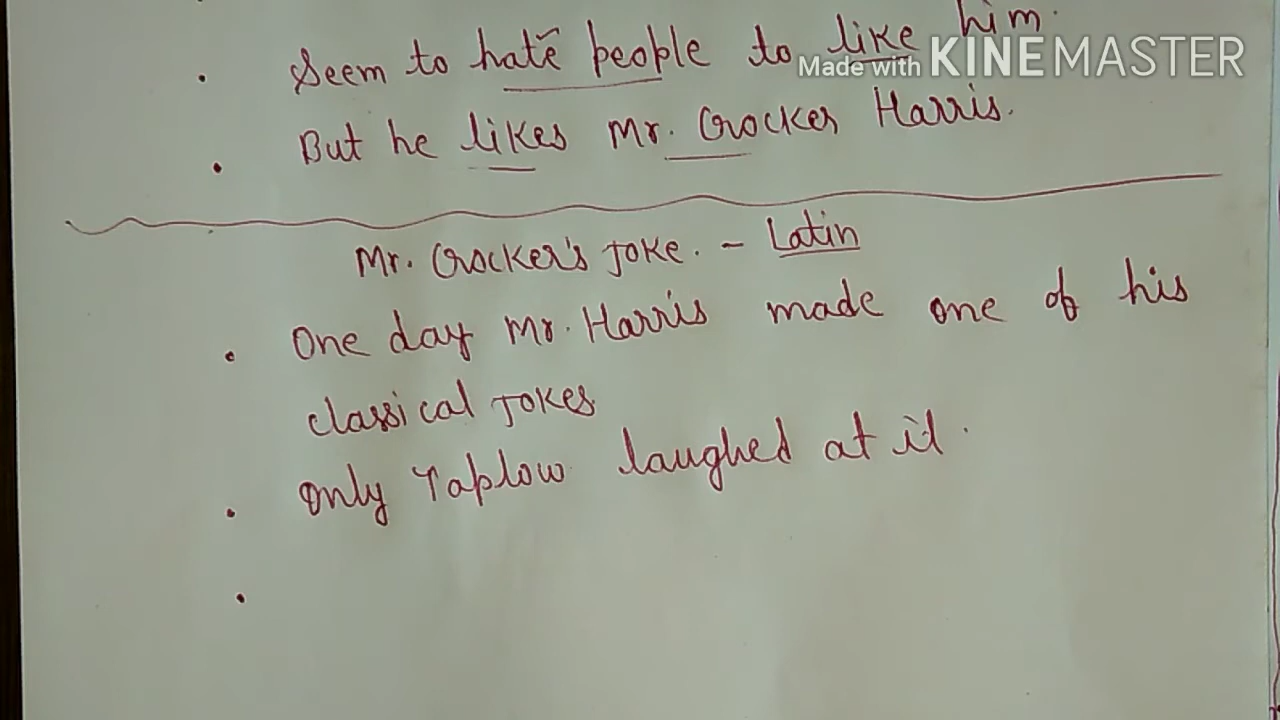 . Seem to hate people to like him.
Made with KINEMASTER
. But he likes Mr. Crocker Harris.
Mr. Crocker's Joke. - Latin
. One day Mr. Harris made one of his
classical Jokes
. Only Taplow laughed at it.
.